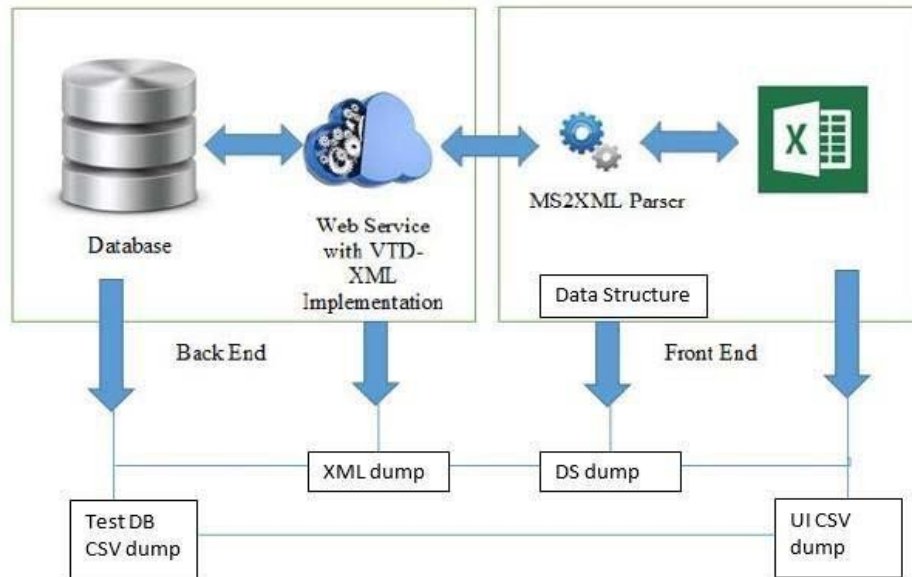 X
MS2XML Parser
Database
Web Service
with VTD-
XML
Implementation
Data Structure
Back End
Front End
XML dump
DS dump
Test DB
CSV dump
UI CSV
dump